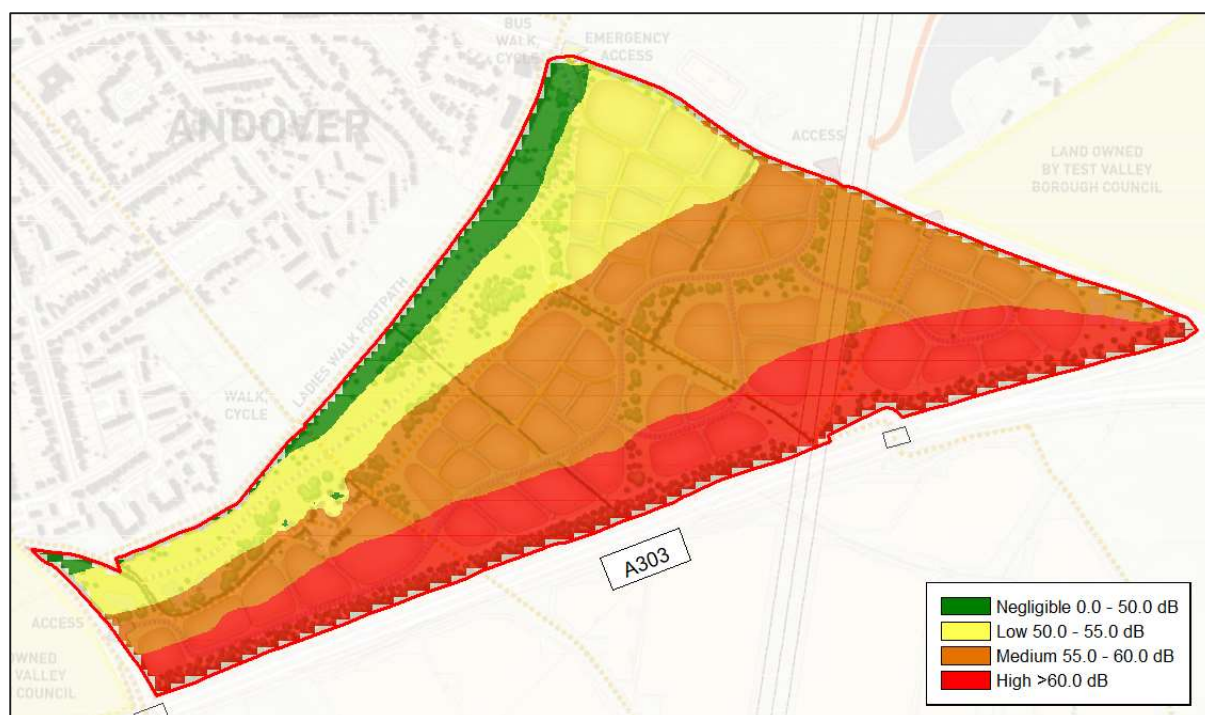 BUS
WALK,
CYCLE
EMERGENCY
ACCESS
ANDOVER
ACCESS
LAND OWNED
BY TEST VALLEY
BOROUGH COUNCIL
LADIES WALK FOOTPATH
WALK,
CYCLE
A303
ACCESS
OWNED
VALLEY
COUNCIL
Negligible 0.0 - 50.0 dB
Low 50.0 - 55.0 dB
Medium 55.0 - 60.0 dB
High >60.0 dB